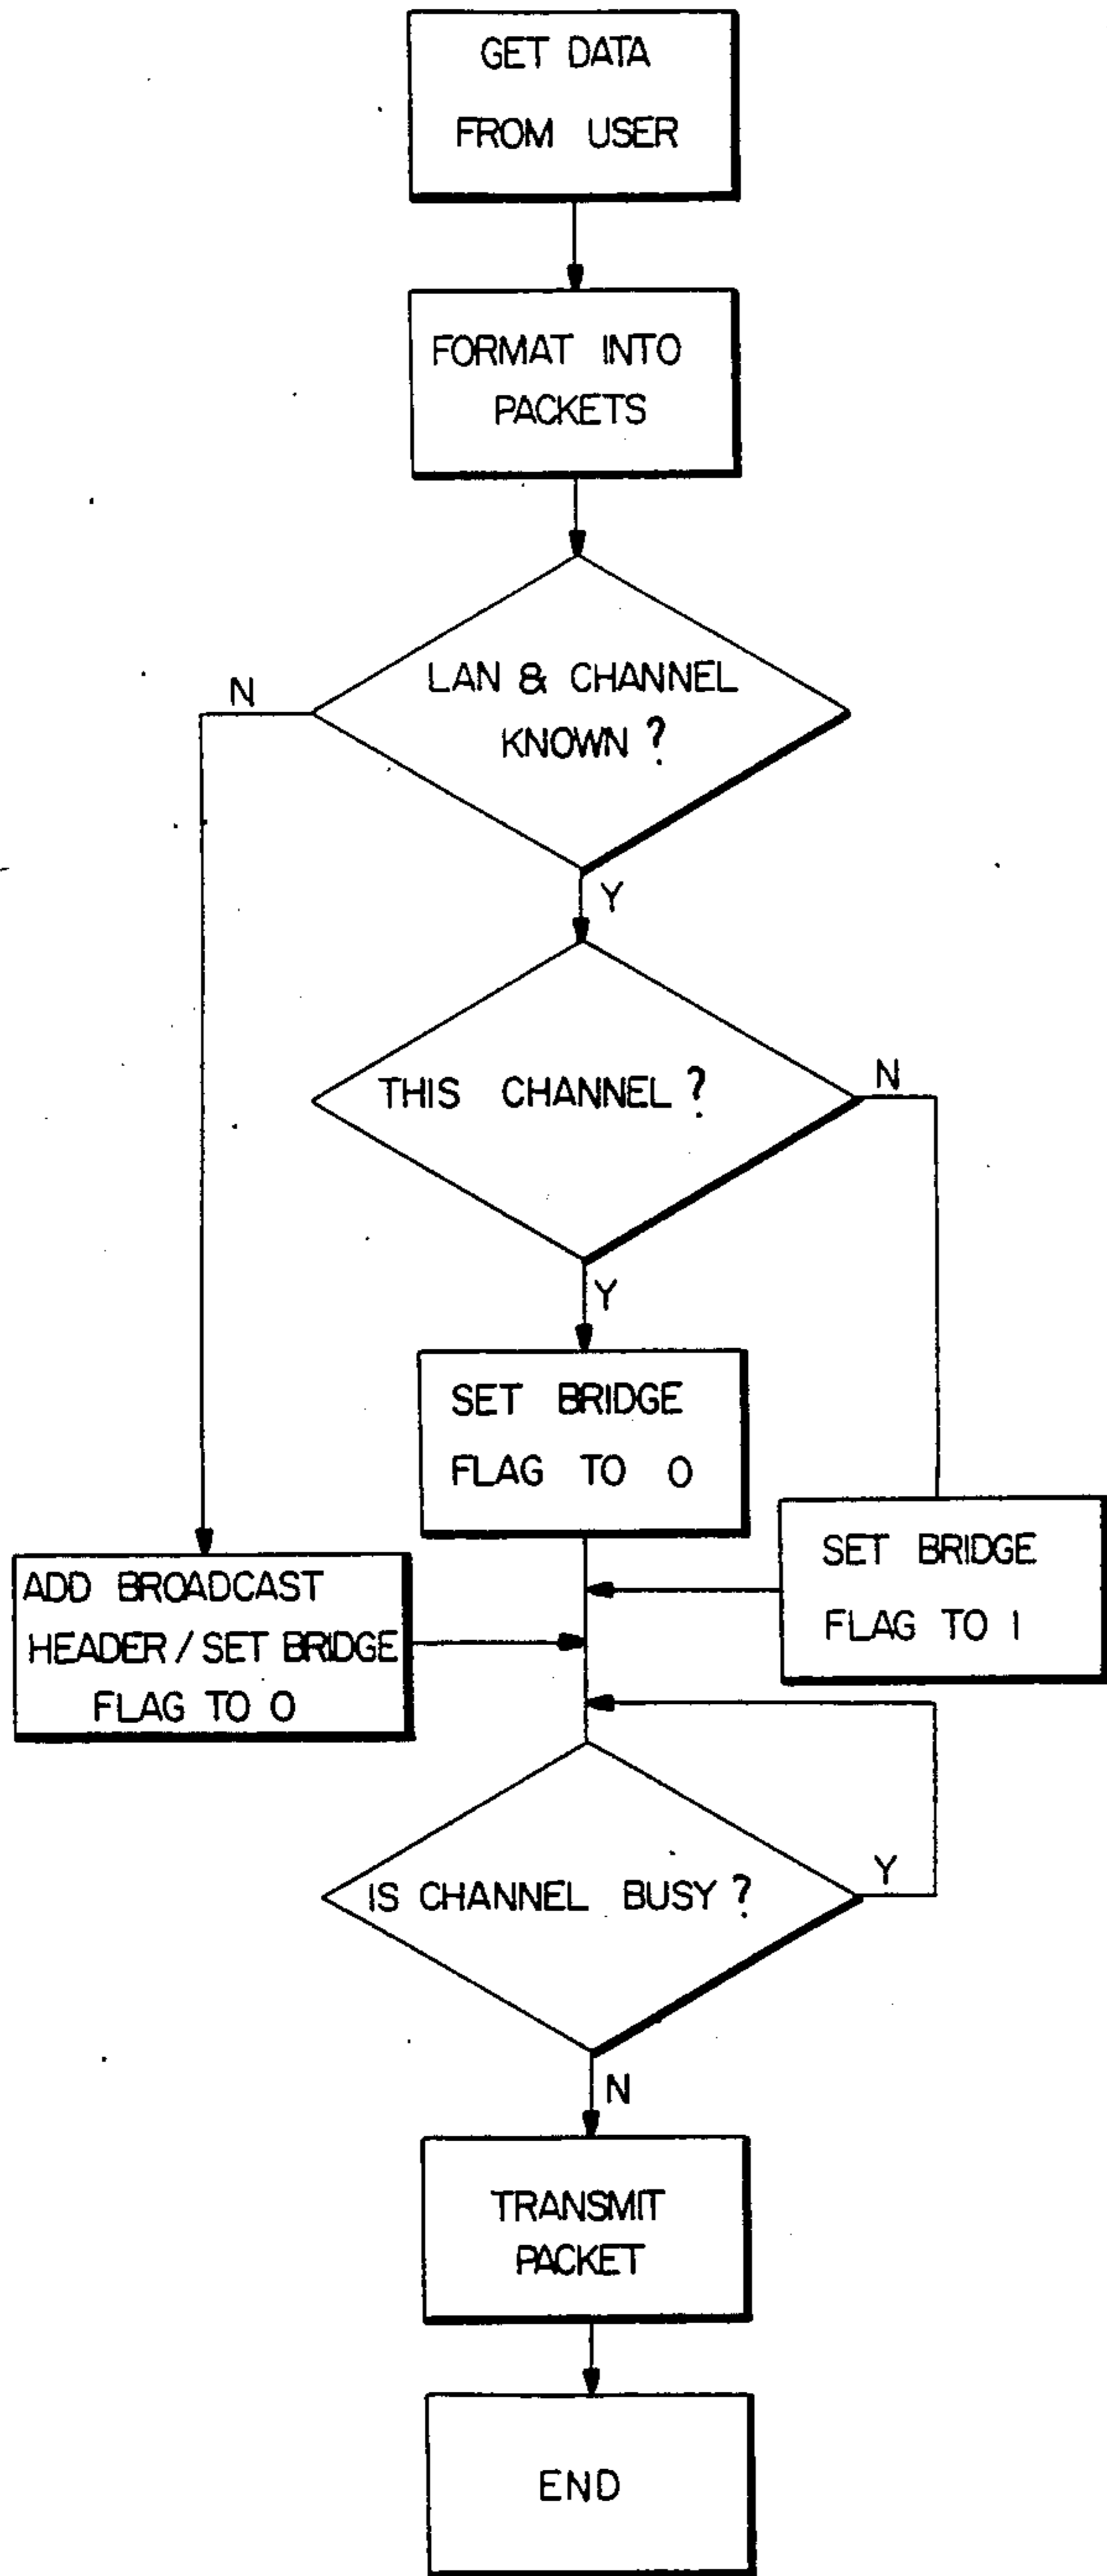 GET DATA
FROM USER
FORMAT INTO
PACKETS
LAN & CHANNEL
KNOWN ?
N
Y
THIS CHANNEL ?
N
Y
SET BRIDGE
FLAG TO 0
SET BRIDGE
FLAG TO 1
ADD BROADCAST
HEADER / SET BRIDGE
FLAG TO 0
IS CHANNEL BUSY ?
Y
N
TRANSMIT
PACKET
END